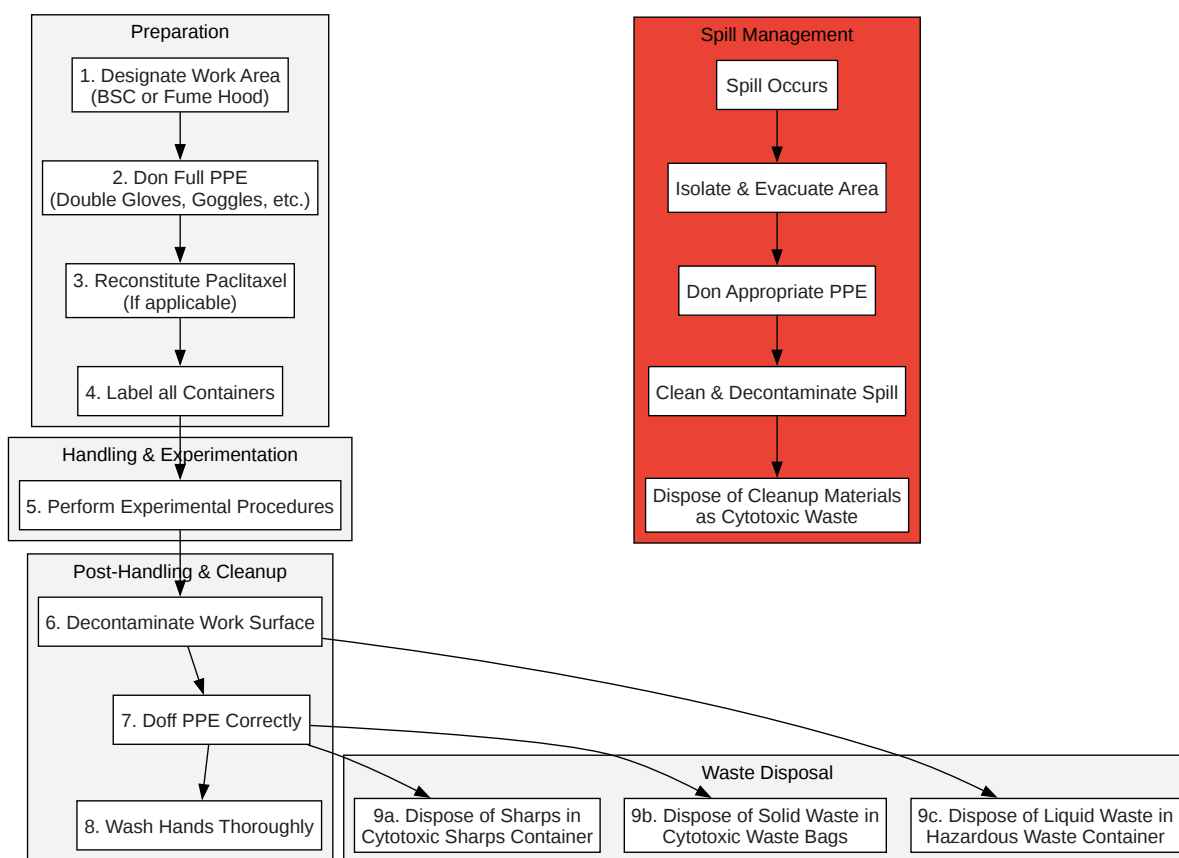 Preparation
1. Designate Work Area
(BSC or Fume Hood)
2. Don Full PPE
(Double Gloves, Goggles, etc.)
3. Reconstitute Paclitaxel
(If applicable)
4. Label all Containers
Handling & Experimentation
5. Perform Experimental Procedures
Post-Handling & Cleanup
6. Decontaminate Work Surface
7. Doff PPE Correctly
8. Wash Hands Thoroughly
Waste Disposal
9a. Dispose of Sharps in
Cytotoxic Sharps Container
9b. Dispose of Solid Waste in
Cytotoxic Waste Bags
9c. Dispose of Liquid Waste in
Hazardous Waste Container
Spill Management
Spill Occurs
Isolate & Evacuate Area
Don Appropriate PPE
Clean & Decontaminate Spill
Dispose of Cleanup Materials
as Cytotoxic Waste